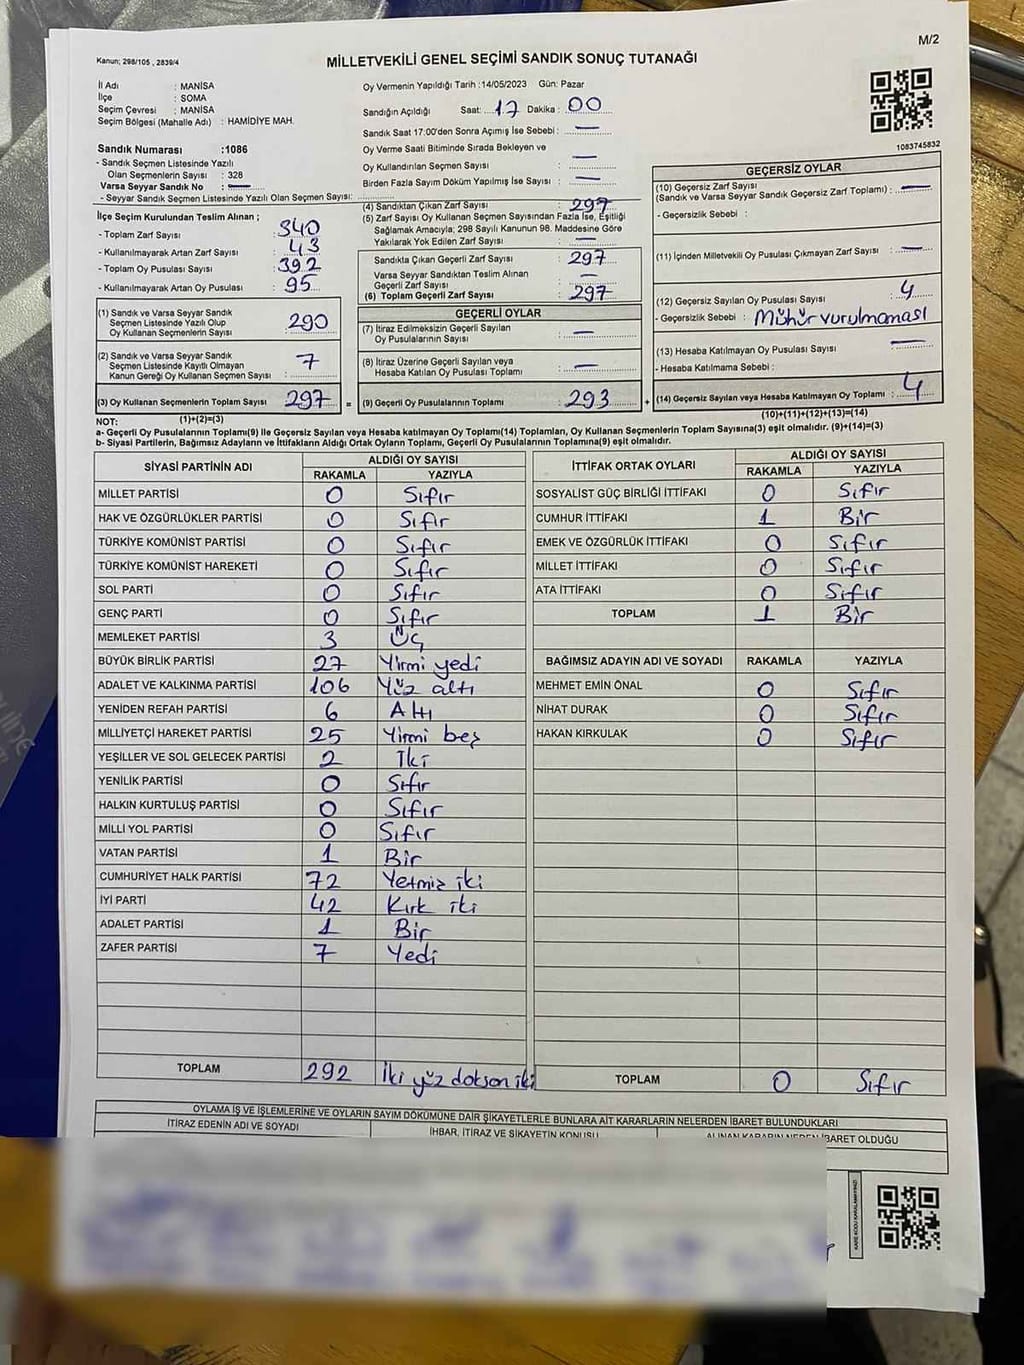 M/2
Kanun; 298/105 , 2839/4
MİLLETVEKİLİ GENEL SEÇİMİ SANDIK SONUÇ TUTANAĞI
İl Adı : MANİSA
İlçe : SOMA
Seçim Çevresi : MANİSA
Seçim Bölgesi (Mahalle Adı) : HAMİDİYE MAH.
Sandık Numarası :1086
- Sandık Seçmen Listesinde Yazılı
Olan Seçmenlerin Sayısı : 328
Varsa Seyyar Sandık No : —
- Seyyar Sandık Seçmen Listesinde Yazılı Olan Seçmen Sayısı:
Oy Vermenin Yapıldığı Tarih :14/05/2023 Gün: Pazar
Sandığın Açıldığı Saat: 17 Dakika : 00
Sandık Saat 17:00'den Sonra Açımış İse Sebebi : —
Oy Verme Saati Bitiminde Sırada Bekleyen ve
Oy Kullandırılan Seçmen Sayısı : —
Birden Fazla Sayım Döküm Yapılmış İse Sayısı : —
1083745832
İlçe Seçim Kurulundan Teslim Alınan ;
- Toplam Zarf Sayısı : 340
- Kullanılmayarak Artan Zarf Sayısı : 43
- Toplam Oy Pusulası Sayısı : 392
- Kullanılmayarak Artan Oy Pusulası : 95
(1) Sandık ve Varsa Seyyar Sandık
Seçmen Listesinde Yazılı Olup
Oy Kullanan Seçmenlerin Sayısı : 290
(2) Sandık ve Varsa Seyyar Sandık
Seçmen Listesinde Kayıtlı Olmayan
Kanun Gereği Oy Kullanan Seçmen Sayısı : 7
(3) Oy Kullanan Seçmenlerin Toplam Sayısı : 297
(4) Sandıktan Çıkan Zarf Sayısı : 297
(5) Zarf Sayısı Oy Kullanan Seçmen Sayısından Fazla İse, Eşitliği
Sağlamak Amacıyla; 298 Sayılı Kanunun 98. Maddesine Göre
Yakılarak Yok Edilen Zarf Sayısı : —
Sandıkta Çıkan Geçerli Zarf Sayısı : 297
Varsa Seyyar Sandıktan Teslim Alınan
Geçerli Zarf Sayısı : —
(6) Toplam Geçerli Zarf Sayısı : 297
GEÇERLİ OYLAR
(7) İtiraz Edilmeksizin Geçerli Sayılan
Oy Pusulalarının Sayısı : —
(8) İtiraz Üzerine Geçerli Sayılan veya
Hesaba Katılan Oy Pusulası Toplamı : —
= (9) Geçerli Oy Pusulalarının Toplamı : 293 +
GEÇERSİZ OYLAR
(10) Geçersiz Zarf Sayısı
(Sandık ve Varsa Seyyar Sandık Geçersiz Zarf Toplamı) : —
- Geçersizlik Sebebi :
(11) İçinden Milletvekili Oy Pusulası Çıkmayan Zarf Sayısı : —
(12) Geçersiz Sayılan Oy Pusulası Sayısı : 4
- Geçersizlik Sebebi : Mühür vurulmaması
(13) Hesaba Katılmayan Oy Pusulası Sayısı : —
- Hesaba Katılmama Sebebi :
(14) Geçersiz Sayılan veya Hesaba Katılmayan Oy Toplamı : 4
NOT: (1)+(2)=(3) (10)+(11)+(12)+(13)=(14)
a- Geçerli Oy Pusulasının Toplamı(9) ile Geçersiz Sayılan veya Hesaba Katılmayan Oy Toplamı(14) Toplamları, Oy Kullanan Seçmenlerin Toplam Sayısına(3) eşit olmalıdır. (9)+(14)=(3)
b- Siyasi Partilerin, Bağımsız Adayların ve İttifakların Aldığı Ortak Oyların Toplamı, Geçerli Oy Pusulalarının Toplamına(9) eşit olmalıdır.
SİYASİ PARTİNİN ADI ALDIĞI OY SAYISI
RAKAMLA YAZIYLA
MİLLET PARTİSİ 0 Sıfır
HAK VE ÖZGÜRLÜKLER PARTİSİ 0 Sıfır
TÜRKİYE KOMÜNİST PARTİSİ 0 Sıfır
TÜRKİYE KOMÜNİST HAREKETİ 0 Sıfır
SOL PARTİ 0 Sıfır
GENÇ PARTİ 0 Sıfır
MEMLEKET PARTİSİ 3 Üç
BÜYÜK BİRLİK PARTİSİ 27 Yirmi yedi
ADALET VE KALKINMA PARTİSİ 106 Yüz altı
YENİDEN REFAH PARTİSİ 6 Altı
MİLLİYETÇİ HAREKET PARTİSİ 25 Yirmi beş
YEŞİLLER VE SOL GELECEK PARTİSİ 2 İki
YENİLİK PARTİSİ 0 Sıfır
HALKIN KURTULUŞ PARTİSİ 0 Sıfır
MİLLİ YOL PARTİSİ 0 Sıfır
VATAN PARTİSİ 1 Bir
CUMHURİYET HALK PARTİSİ 72 Yetmiş iki
İYİ PARTİ 42 Kırk iki
ADALET PARTİSİ 1 Bir
ZAFER PARTİSİ 7 Yedi
TOPLAM 292 İki yüz doksan iki
İTTİFAK ORTAK OYLARI ALDIĞI OY SAYISI
RAKAMLA YAZIYLA
SOSYALİST GÜÇ BİRLİĞİ İTTİFAKI 0 Sıfır
CUMHUR İTTİFAKI 1 Bir
EMEK VE ÖZGÜRLÜK İTTİFAKI 0 Sıfır
MİLLET İTTİFAKI 0 Sıfır
ATA İTTİFAKI 0 Sıfır
TOPLAM 1 Bir
BAĞIMSIZ ADAYIN ADI VE SOYADI RAKAMLA YAZIYLA
MEHMET EMİN ÖNAL 0 Sıfır
NİHAT DURAK 0 Sıfır
HAKAN KIRKULAK 0 Sıfır
TOPLAM 0 Sıfır
OYLAMA İŞ VE İŞLEMLERİNE VE OYLARIN SAYIM DÖKÜMÜNE DAİR ŞİKAYETLERLE BUNLARA AİT KARARLARIN NELERDEN İBARET BULUNDUKLARI
İTİRAZ EDENİN ADI VE SOYADI İHBAR, İTİRAZ VE ŞİKAYETİN KONUSU ALINAN KARARIN NEDEN İBARET OLDUĞU
KARE KODU KARALAMAYINIZ!